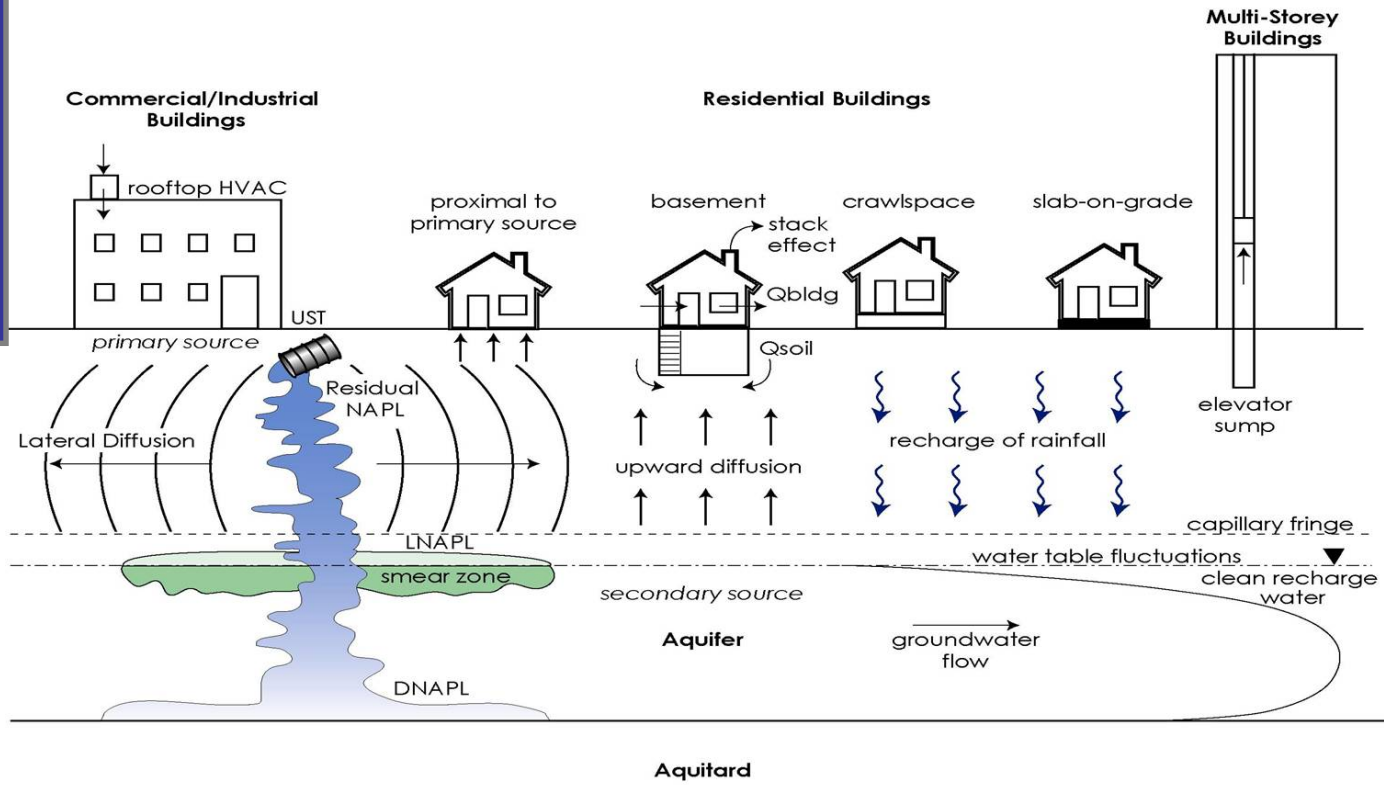 Multi-Storey
Buildings
Commercial/Industrial
Buildings
Residential Buildings
rooftop HVAC
proximal to
primary source
basement
crawlspace
slab-on-grade
stack
effect
Qbldg
UST
primary source
Qsoil
Residual
NAPL
elevator
sump
Lateral Diffusion
recharge of rainfall
upward diffusion
capillary fringe
LNAPL
water table fluctuations
smear zone
clean recharge
water
secondary source
Aquifer
groundwater
flow
DNAPL
Aquitard